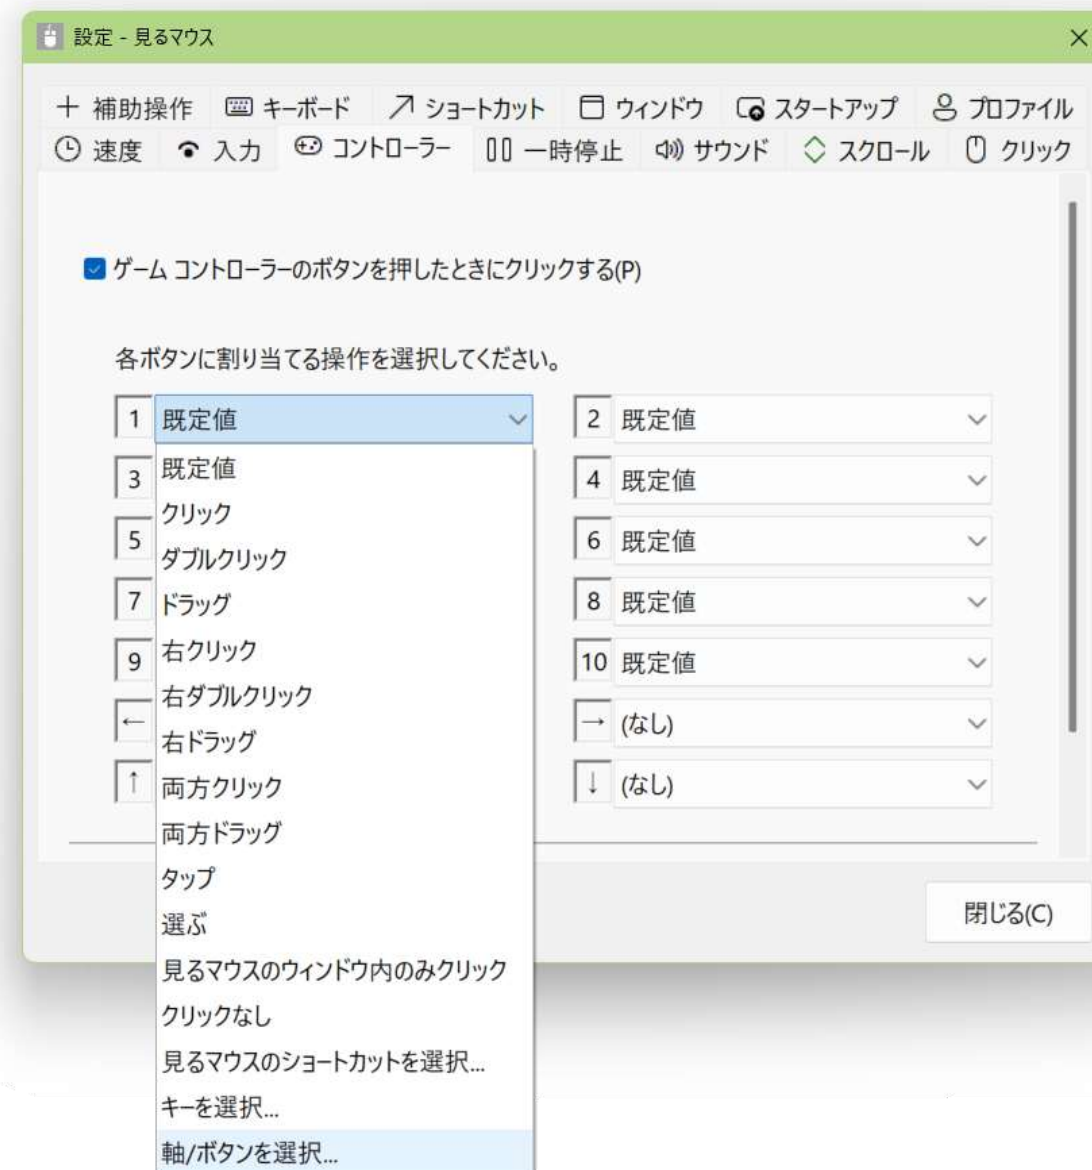 設定 - 見るマウス
補助操作 キーボード ショートカット ウィンドウ スタートアップ プロファイル
速度 入力 コントローラー 一時停止 サウンド スクロール クリック
ゲーム コントローラーのボタンを押したときにクリックする(P)
各ボタンに割り当てる操作を選択してください。
1 既定値 2 既定値
3 既定値 4 既定値
クリック
5 ダブルクリック 6 既定値
7 ドラッグ 8 既定値
9 右クリック 10 既定値
右ダブルクリック
← 右ドラッグ → (なし)
↑ 両方クリック ↓ (なし)
両方ドラッグ
タップ
選ぶ 閉じる(C)
見るマウスのウィンドウ内のみクリック
クリックなし
見るマウスのショートカットを選択...
キーを選択...
軸/ボタンを選択...